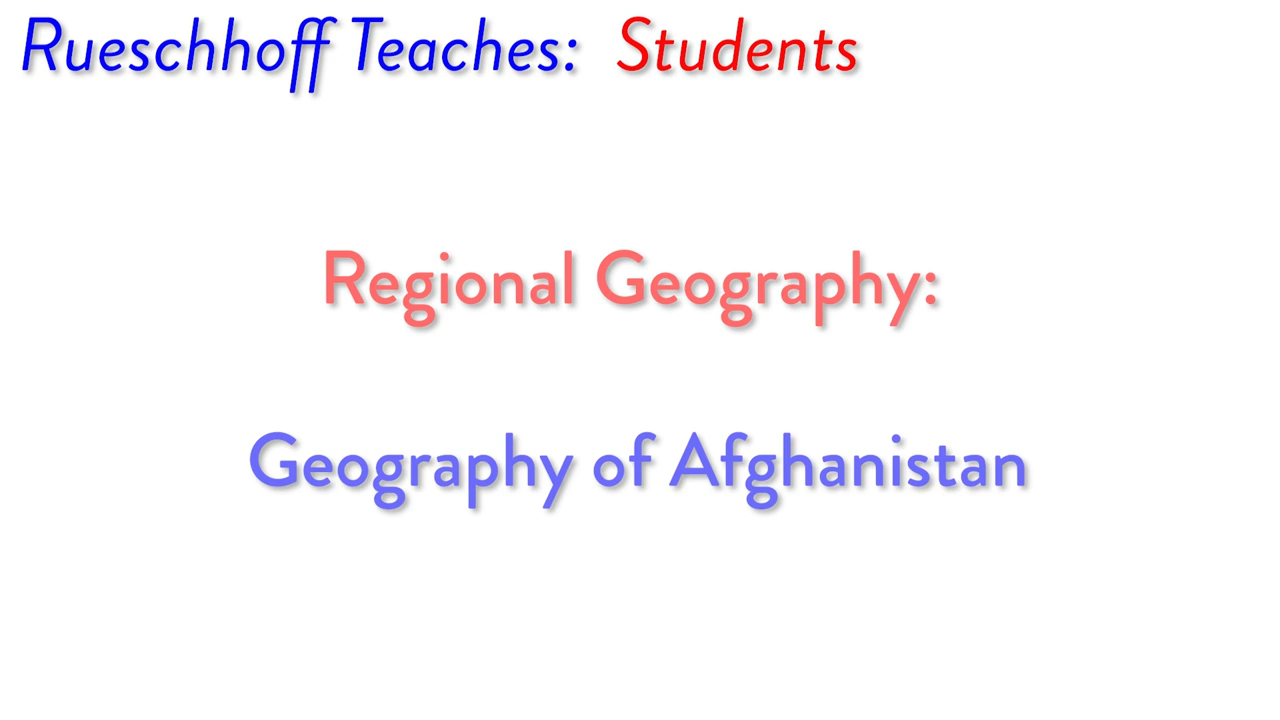 Rueschhoff Teaches: Students
Regional Geography:
Geography of Afghanistan